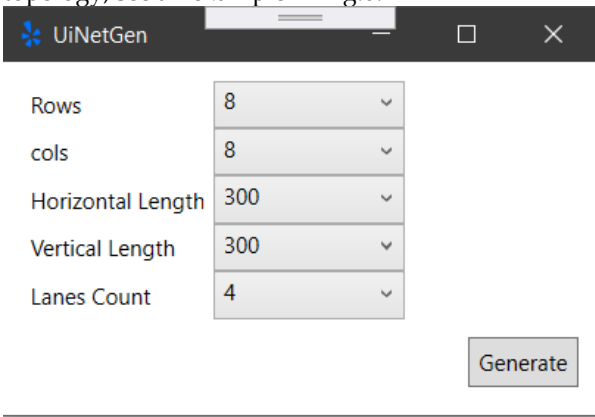 UiNetGen
Rows 8
cols 8
Horizontal Length 300
Vertical Length 300
Lanes Count 4
Generate